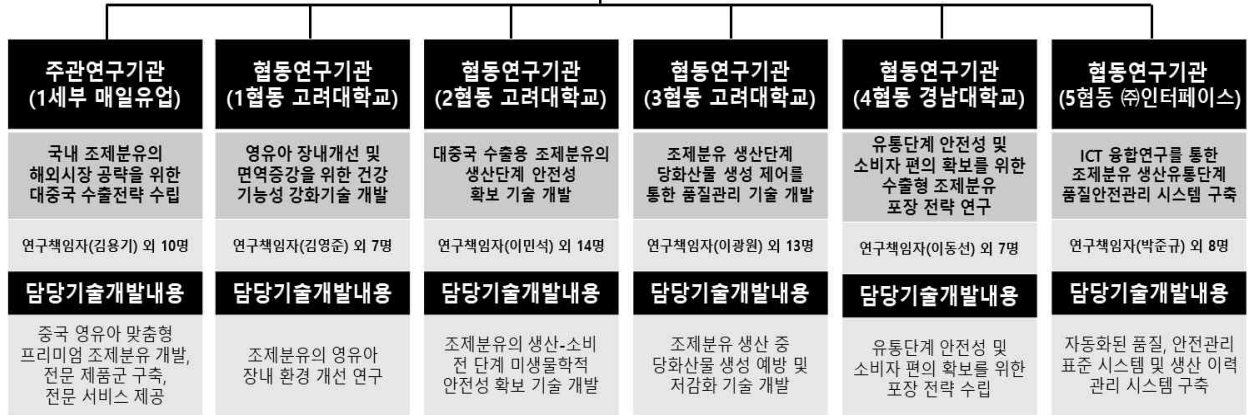 주관연구기관
(1세부 매일유업)
국내 조제분유의
해외시장 공략을 위한
대중국 수출전략 수립
연구책임자(김용기) 외 10명
담당기술개발내용
중국 영유아 맞춤형
프리미엄 조제분유 개발,
전문 제품군 구축,
전문 서비스 제공
협동연구기관
(1협동 고려대학교)
영유아 장내개선 및
면역증강을 위한 건강
기능성 강화기술 개발
연구책임자(김영준) 외 7명
담당기술개발내용
조제분유의 영유아
장내 환경 개선 연구
협동연구기관
(2협동 고려대학교)
대중국 수출용 조제분유의
생산단계 안전성
확보 기술 개발
연구책임자(이민석) 외 14명
담당기술개발내용
조제분유의 생산-소비
전 단계 미생물학적
안전성 확보 기술 개발
협동연구기관
(3협동 고려대학교)
조제분유 생산단계
당화산물 생성 제어를
통한 품질관리 기술 개발
연구책임자(이광원) 외 13명
담당기술개발내용
조제분유 생산 중
당화산물 생성 예방 및
저감화 기술 개발
협동연구기관
(4협동 경남대학교)
유통단계 안전성 및
소비자 편의 확보를 위한
수출형 조제분유
포장 전략 연구
연구책임자(이동선) 외 7명
담당기술개발내용
유통단계 안전성 및
소비자 편의 확보를 위한
포장 전략 수립
협동연구기관
(5협동 ㈜인터페이스)
ICT 융합연구를 통한
조제분유 생산유통단계
품질안전관리 시스템 구축
연구책임자(박준규) 외 8명
담당기술개발내용
자동화된 품질, 안전관리
표준 시스템 및 생산 이력
관리 시스템 구축